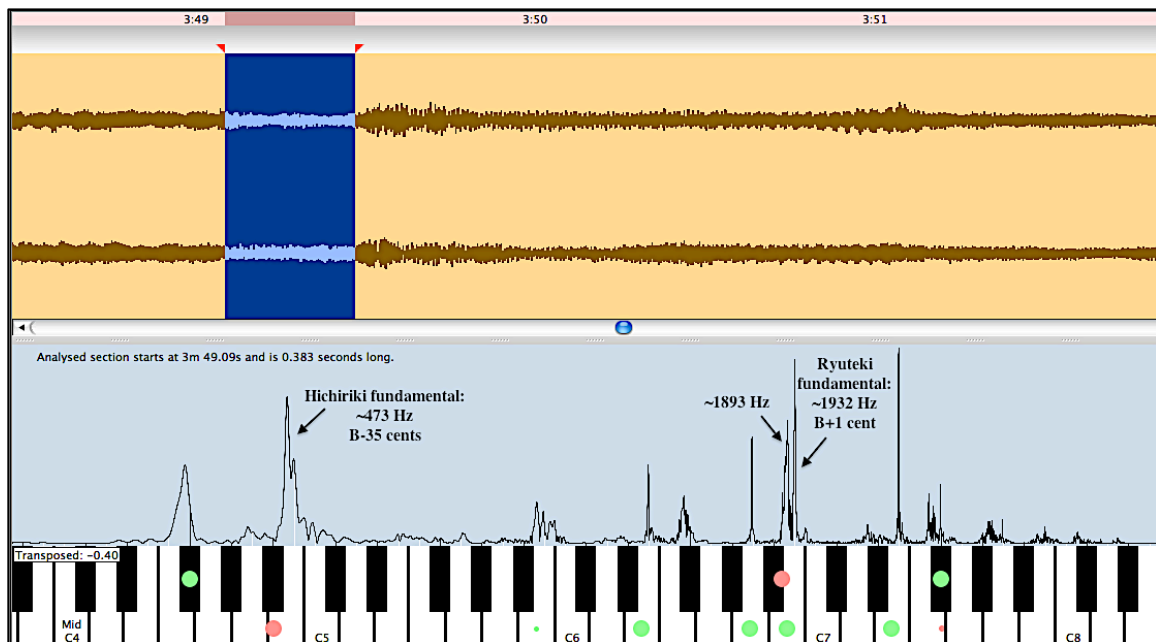 3:49 3:50 3:51
Analysed section starts at 3m 49.09s and is 0.383 seconds long.
Hichiriki fundamental:
~473 Hz
B-35 cents
~1893 Hz
Ryuteki
fundamental:
~1932 Hz
B+1 cent
Transposed: −0.40
Mid
C4 C5 C6 C7 C8